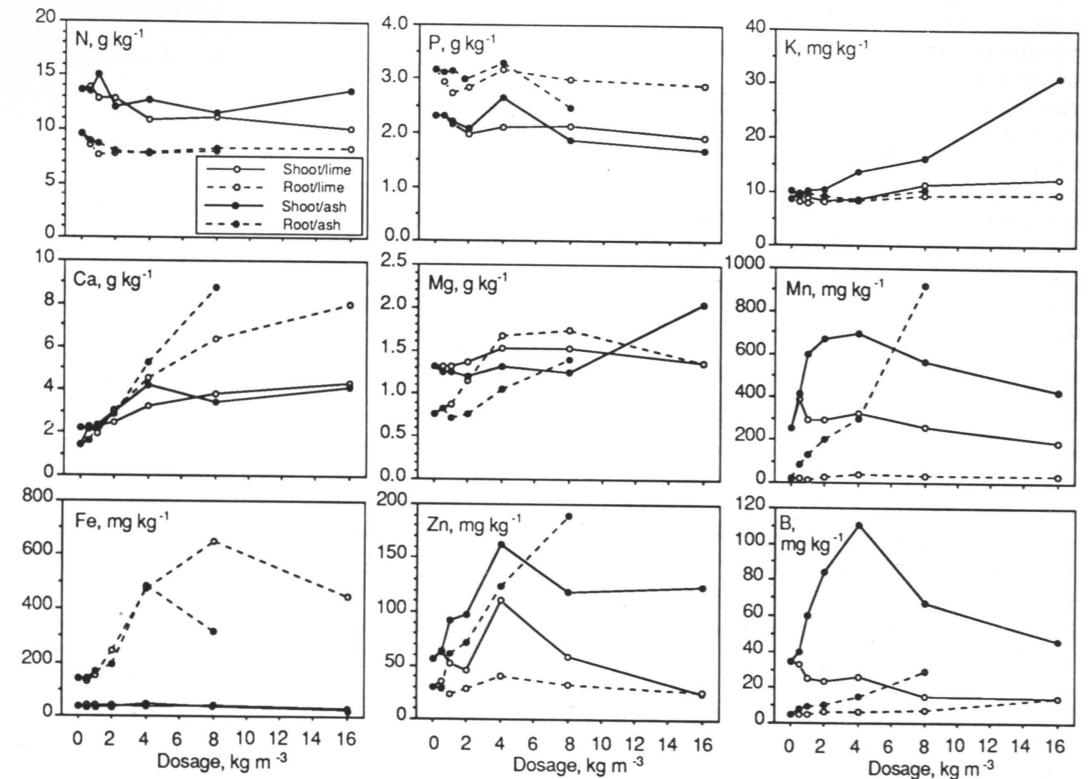 N, g kg⁻¹
20
15
10
5
0
Shoot/lime
Root/lime
Shoot/ash
Root/ash
P, g kg⁻¹
4.0
3.0
2.0
1.0
0.0
K, mg kg⁻¹
40
30
20
10
0
Ca, g kg⁻¹
10
8
6
4
2
0
Mg, g kg⁻¹
2.5
2.0
1.5
1.0
0.5
0.0
Mn, mg kg⁻¹
1000
800
600
400
200
0
Fe, mg kg⁻¹
800
600
400
200
0
0 2 4 6 8 10 12 14 16
Dosage, kg m⁻³
Zn, mg kg⁻¹
200
150
100
50
0
0 2 4 6 8 10 12 14 16
Dosage, kg m⁻³
B,
mg kg⁻¹
120
100
80
60
40
20
0
0 2 4 6 8 10 12 14 16
Dosage, kg m⁻³